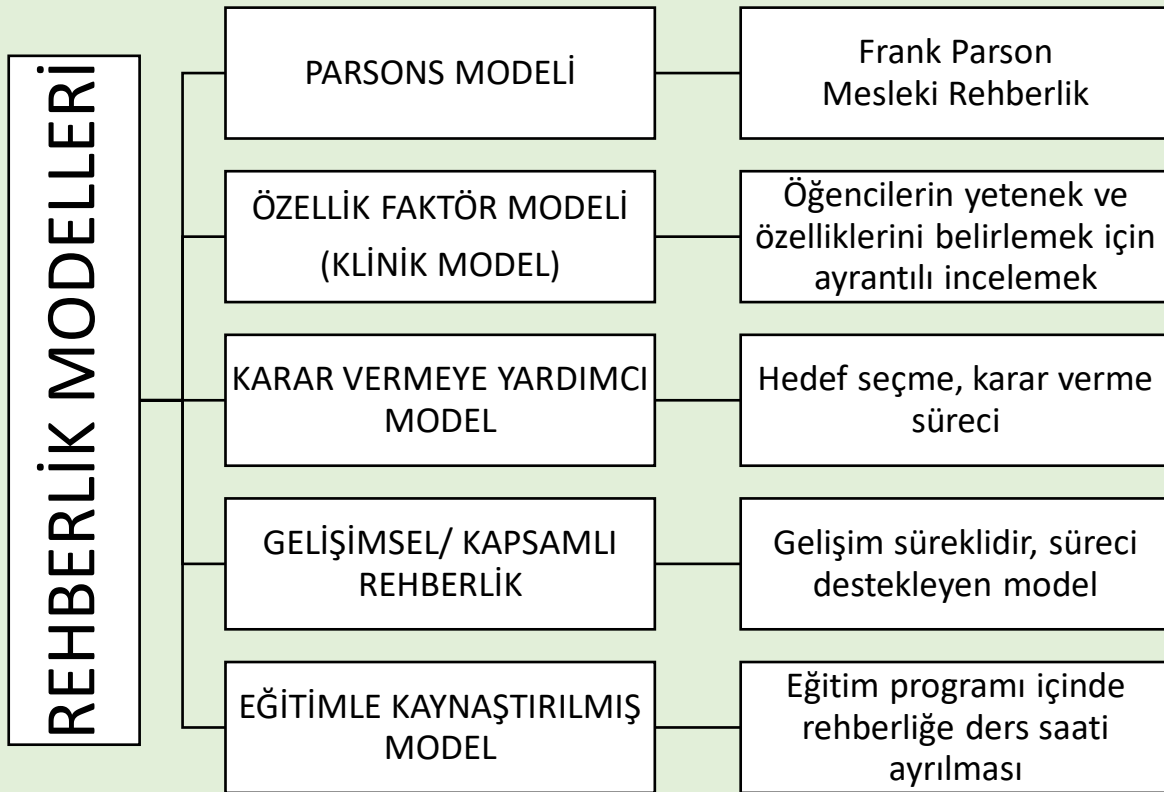 REHBERLİK MODELLERİ
PARSONS MODELİ
Frank Parson
Mesleki Rehberlik
ÖZELLİK FAKTÖR MODELİ
(KLİNİK MODEL)
Öğencilerin yetenek ve
özelliklerini belirlemek için
ayrantılı incelemek
KARAR VERMEYE YARDIMCI
MODEL
Hedef seçme, karar verme
süreci
GELİŞİMSEL/ KAPSAMLI
REHBERLİK
Gelişim süreklidir, süreci
destekleyen model
EĞİTİMLE KAYNAŞTIRILMIŞ
MODEL
Eğitim programı içinde
rehberliğe ders saati
ayrılması